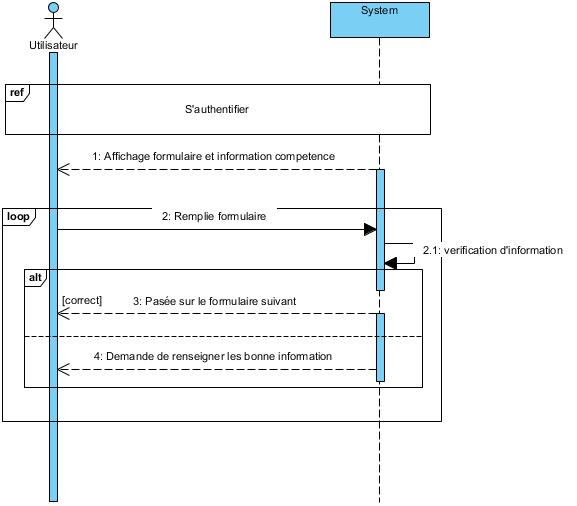 System
Utilisateur
ref
S'authentifier
1: Affichage formulaire et information competence
loop
2: Remplie formulaire
2.1: verification d'information
alt
[correct]
3: Pasée sur le formulaire suivant
4: Demande de renseigner les bonne information